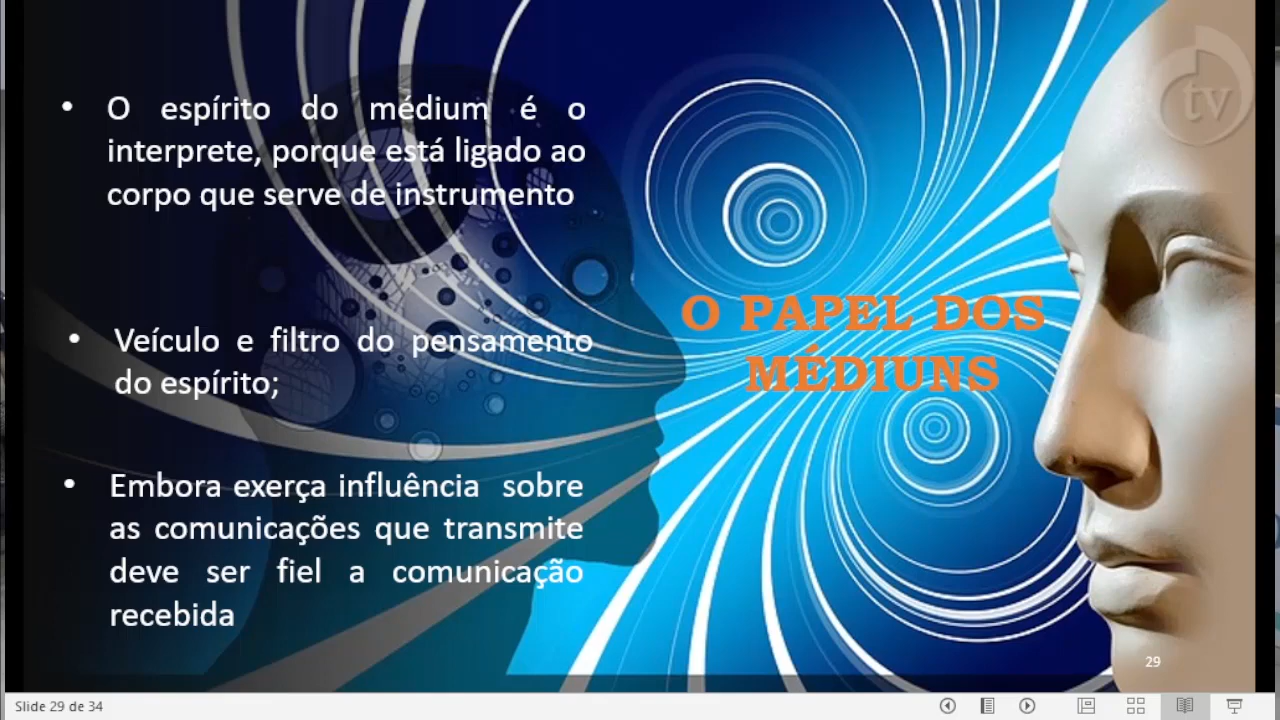 • O espírito do médium é o
interprete, porque está ligado ao
corpo que serve de instrumento
• Veículo e filtro do pensamento
do espírito;
• Embora exerça influência sobre
as comunicações que transmite
deve ser fiel a comunicação
recebida
O PAPEL DOS
MÉDIUNS
tv
29
Slide 29 de 34